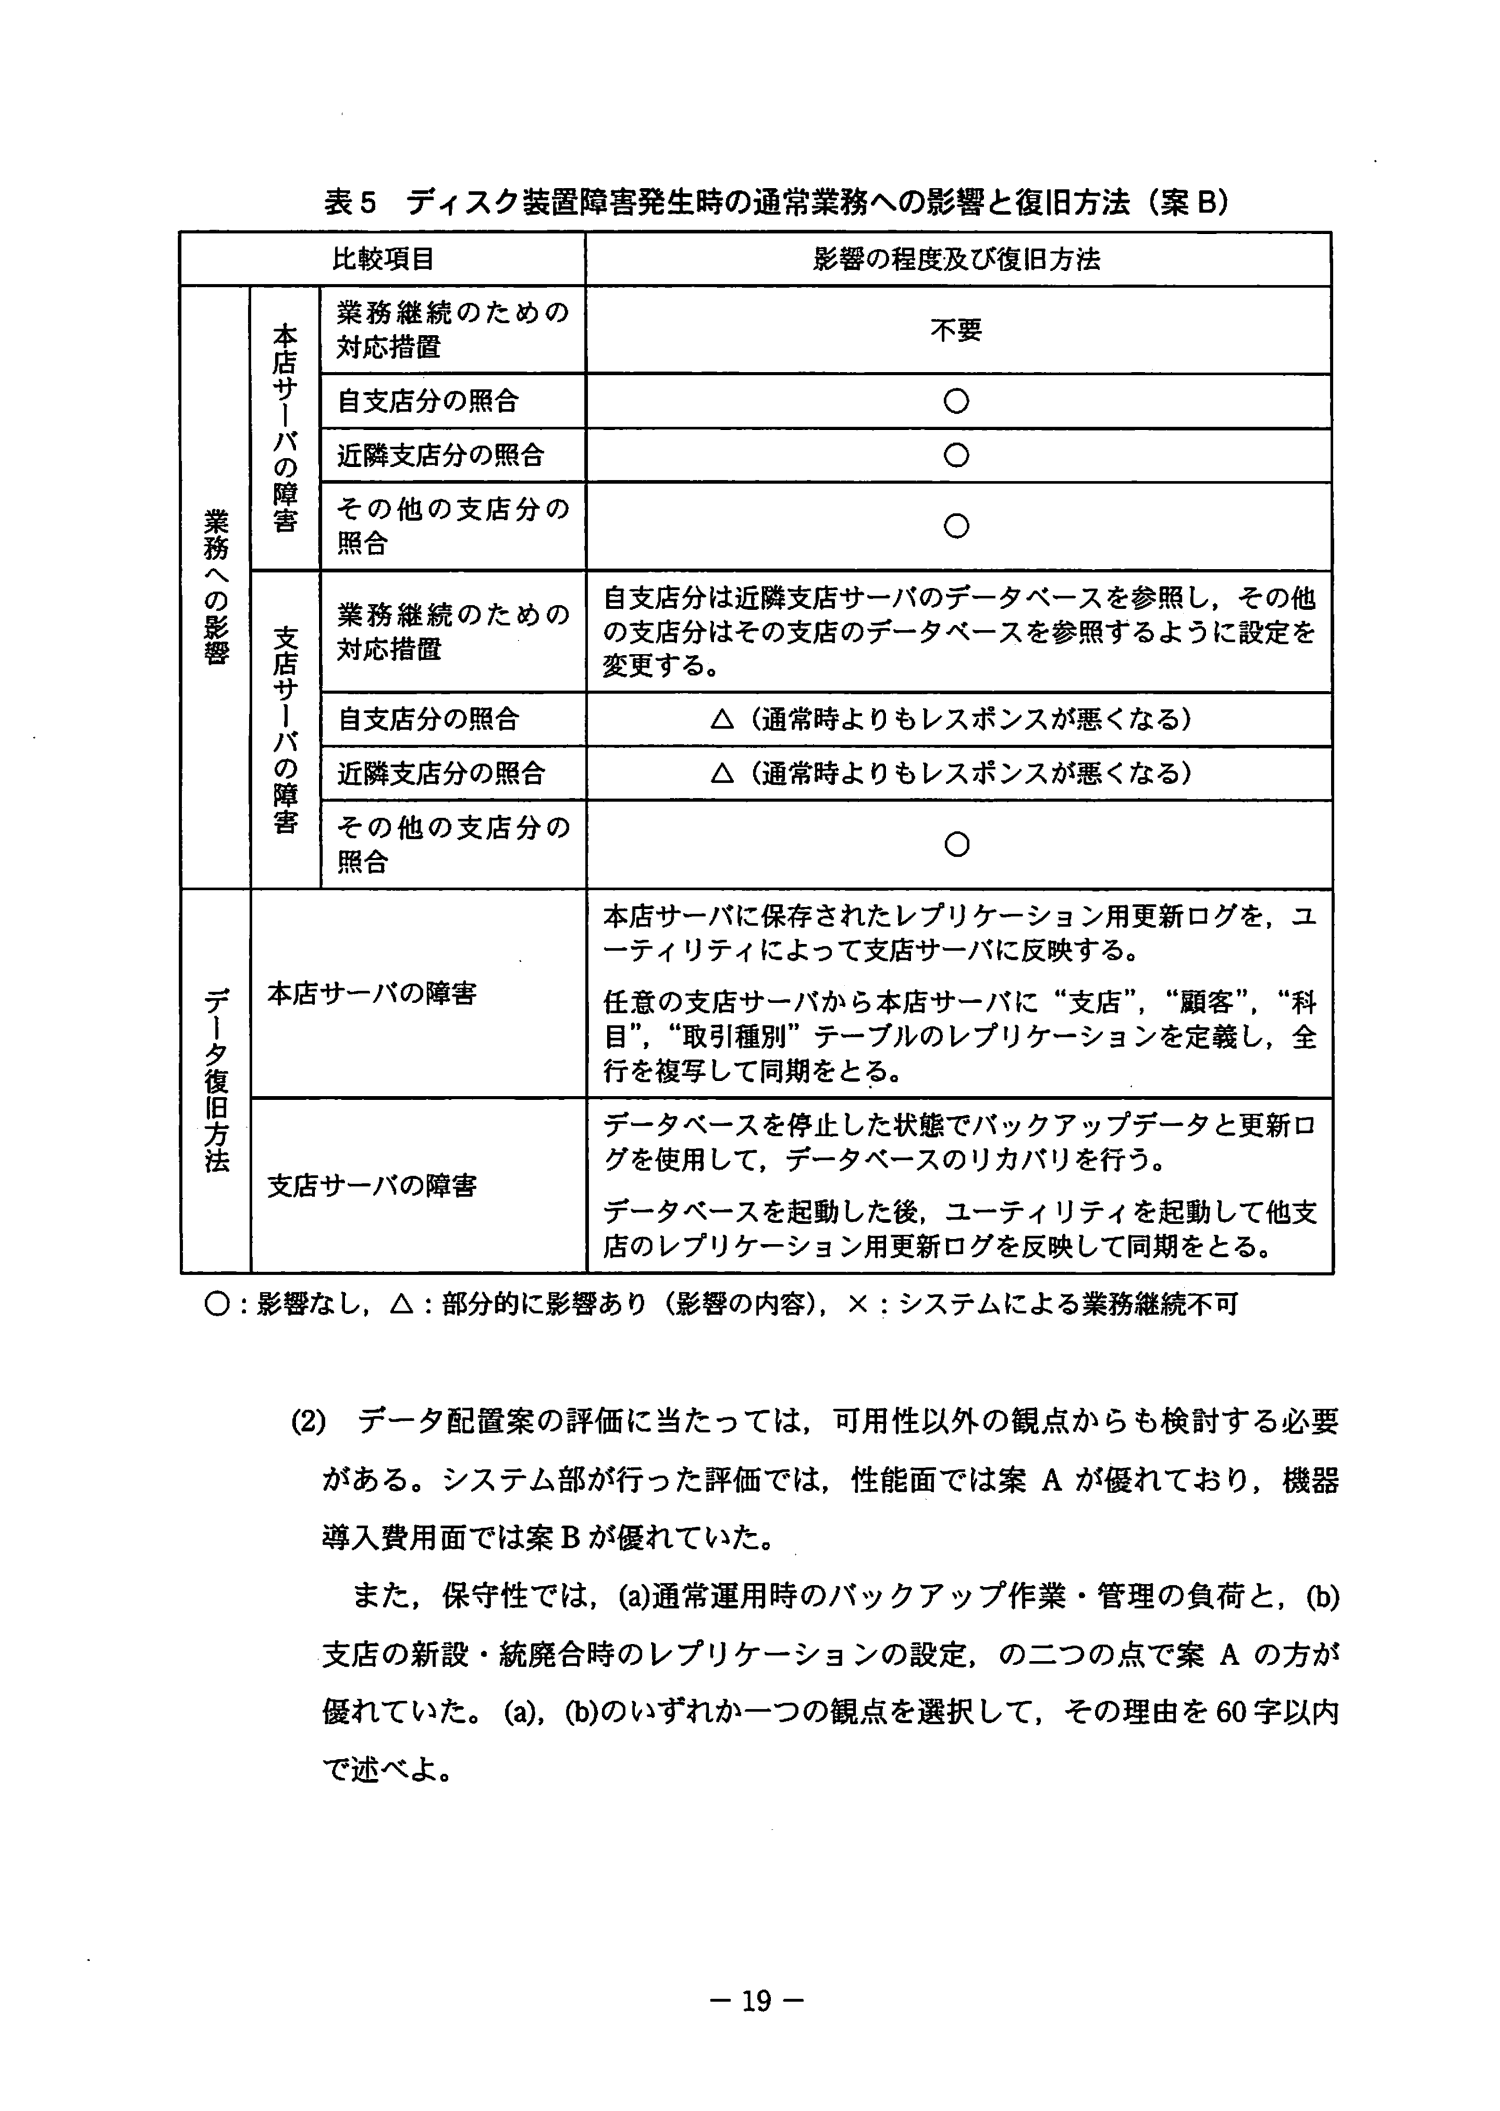 表5　ディスク装置障害発生時の通常業務への影響と復旧方法（案B）
比較項目
影響の程度及び復旧方法
業務への影響
本店サーバの障害
業務継続のための
対応措置
不要
自支店分の照合
○
近隣支店分の照合
○
その他の支店分の
照合
○
支店サーバの障害
業務継続のための
対応措置
自支店分は近隣支店サーバのデータベースを参照し，その他
の支店分はその支店のデータベースを参照するように設定を
変更する。
自支店分の照合
△（通常時よりもレスポンスが悪くなる）
近隣支店分の照合
△（通常時よりもレスポンスが悪くなる）
その他の支店分の
照合
○
データ復旧方法
本店サーバの障害
本店サーバに保存されたレプリケーション用更新ログを，ユ
ーティリティによって支店サーバに反映する。
任意の支店サーバから本店サーバに“支店”，“顧客”，“科
目”，“取引種別”テーブルのレプリケーションを定義し，全
行を複写して同期をとる。
支店サーバの障害
データベースを停止した状態でバックアップデータと更新ロ
グを使用して，データベースのリカバリを行う。
データベースを起動した後，ユーティリティを起動して他支
店のレプリケーション用更新ログを反映して同期をとる。
○：影響なし，△：部分的に影響あり（影響の内容），×：システムによる業務継続不可
(2)　データ配置案の評価に当たっては，可用性以外の観点からも検討する必要
がある。システム部が行った評価では，性能面では案 A が優れており，機器
導入費用面では案 B が優れていた。
また，保守性では，(a)通常運用時のバックアップ作業・管理の負荷と，(b)
支店の新設・統廃合時のレプリケーションの設定，の二つの点で案 A の方が
優れていた。(a)，(b)のいずれか一つの観点を選択して，その理由を 60 字以内
で述べよ。
－ 19 －